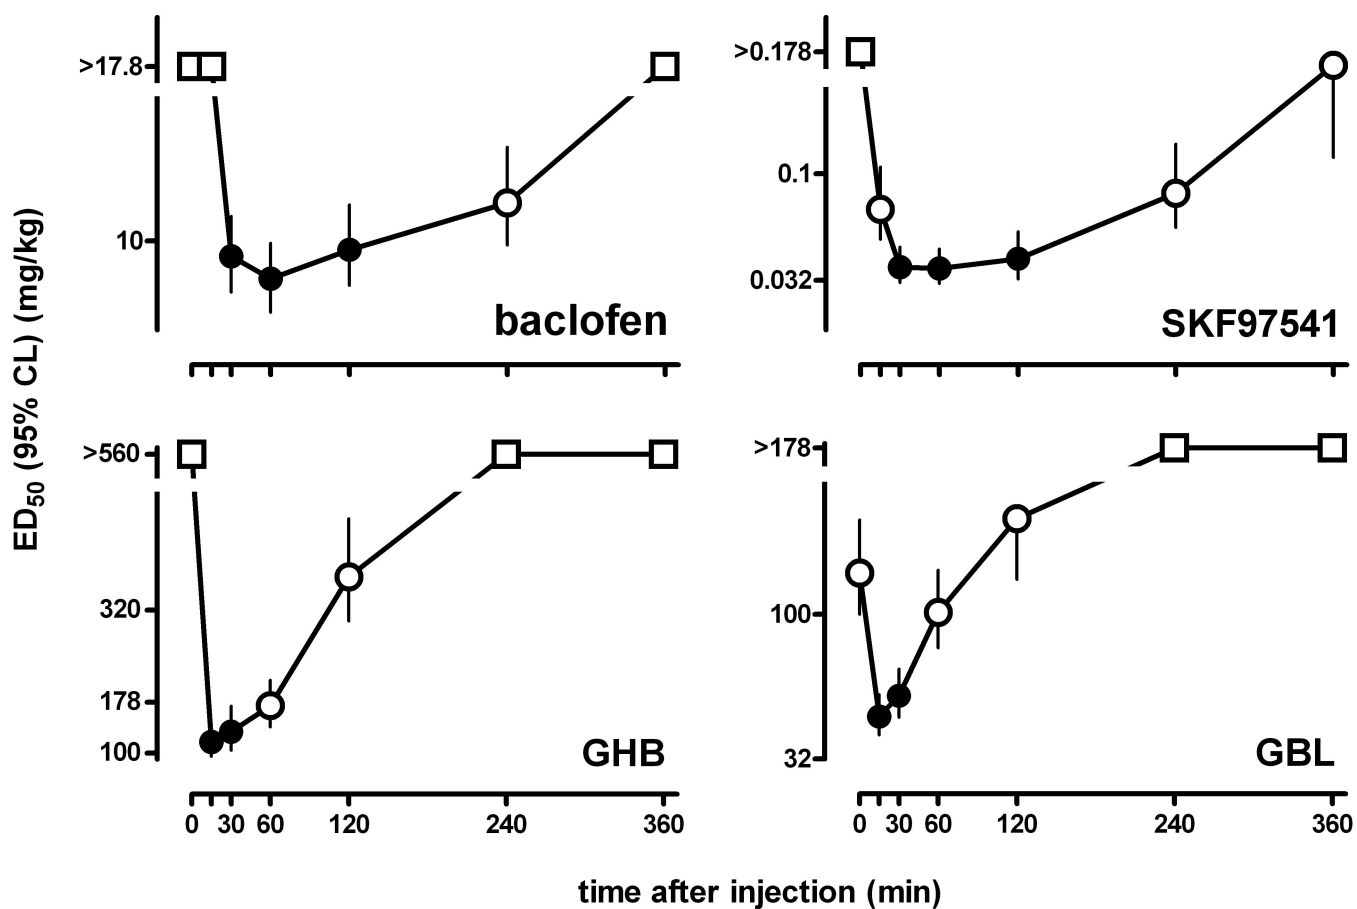 ED50 (95% CL) (mg/kg)
>17.8
10
baclofen
>0.178
0.1
0.032
SKF97541
>560
320
178
100
GHB
0 30 60 120 240 360
>178
100
32
GBL
0 30 60 120 240 360
time after injection (min)